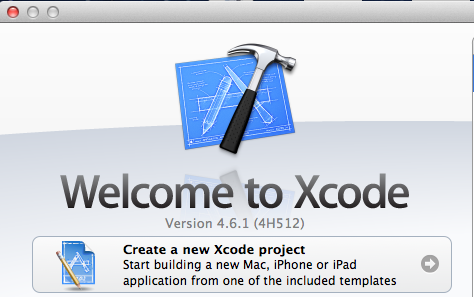 Welcome to Xcode
Version 4.6.1 (4H512)
Create a new Xcode project
Start building a new Mac, iPhone or iPad
application from one of the included templates